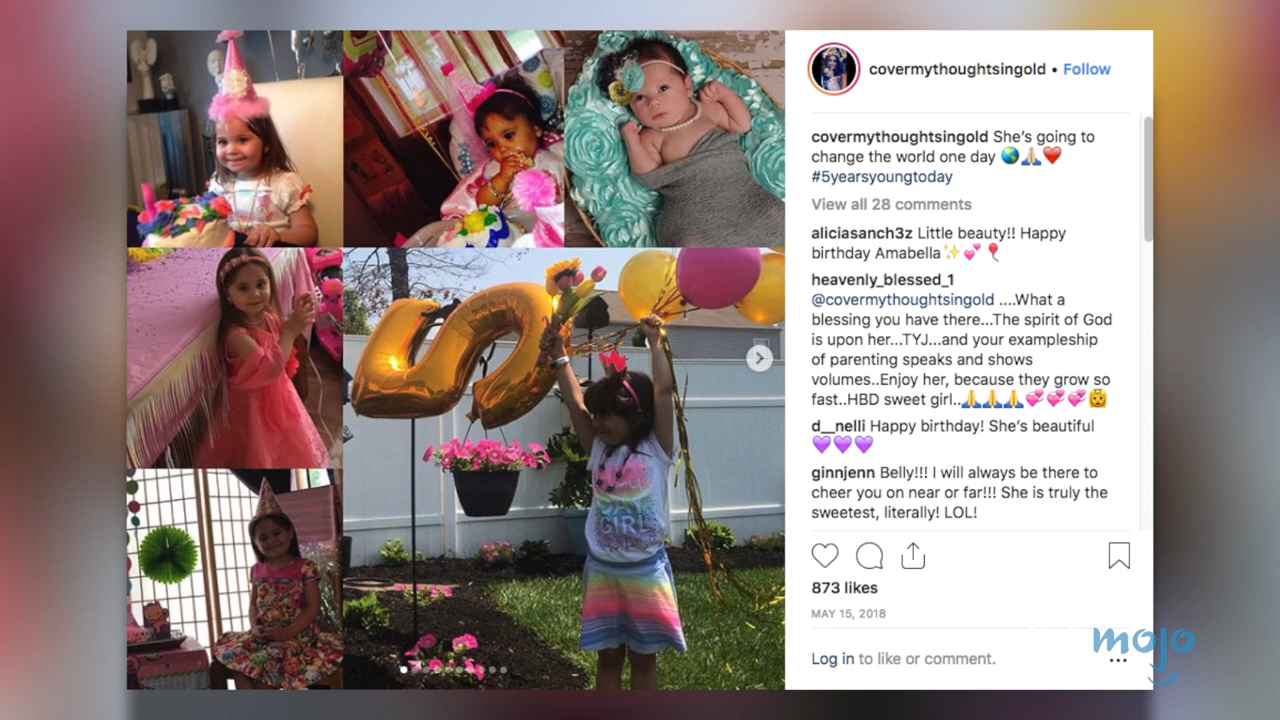 covermythoughtsingold • Follow
covermythoughtsingold She's going to
change the world one day 🌎🙏🏼❤️
#5yearsyoungtoday
View all 28 comments
aliciasanch3z Little beauty!! Happy
birthday Amabella✨💞🎈
heavenly_blessed_1
@covermythoughtsingold ....What a
blessing you have there...The spirit of God
is upon her...TYJ...and your exampleship
of parenting speaks and shows
volumes..Enjoy her, because they grow so
fast..HBD sweet girl..🙏🙏🙏💞💞💞👸
d__nelli Happy birthday! She's beautiful
💜💜💜
ginnjenn Belly!!! I will always be there to
cheer you on near or far!!! She is truly the
sweetest, literally! LOL!
873 likes
MAY 15, 2018
Log in to like or comment.
mojo
5
GIRL